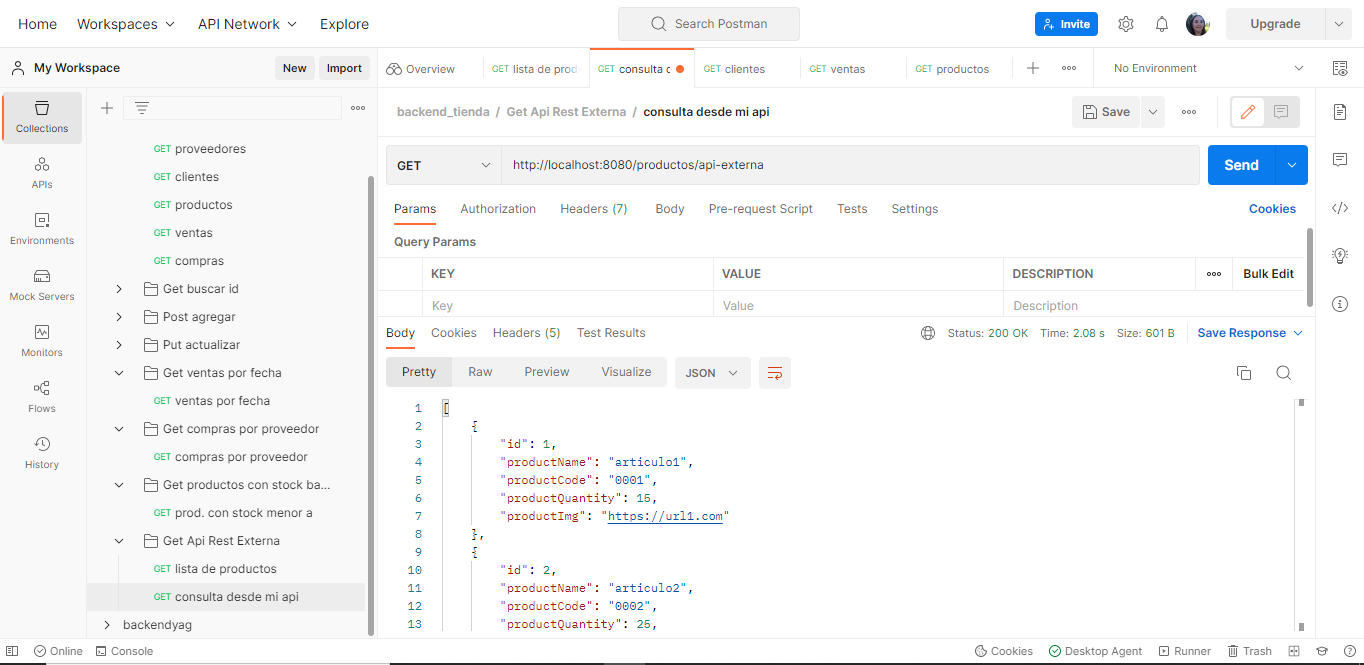 Home Workspaces API Network Explore Search Postman Invite Upgrade
My Workspace New Import
Overview GET lista de prod GET consulta d GET clientes GET ventas GET productos No Environment
Collections
APIs
Environments
Mock Servers
Monitors
Flows
History
GET proveedores
GET clientes
GET productos
GET ventas
GET compras
Get buscar id
Post agregar
Put actualizar
Get ventas por fecha
GET ventas por fecha
Get compras por proveedor
GET compras por proveedor
Get productos con stock ba...
GET prod. con stock menor a
Get Api Rest Externa
GET lista de productos
GET consulta desde mi api
backendyag
backend_tienda / Get Api Rest Externa / consulta desde mi api Save
GET http://localhost:8080/productos/api-externa Send
Params Authorization Headers (7) Body Pre-request Script Tests Settings Cookies
Query Params
KEY VALUE DESCRIPTION Bulk Edit
Key Value Description
Body Cookies Headers (5) Test Results Status: 200 OK Time: 2.08 s Size: 601 B Save Response
Pretty Raw Preview Visualize JSON
1 [
2 {
3 "id": 1,
4 "productName": "articulo1",
5 "productCode": "0001",
6 "productQuantity": 15,
7 "productImg": "https://url1.com"
8 },
9 {
10 "id": 2,
11 "productName": "articulo2",
12 "productCode": "0002",
13 "productQuantity": 25,
Online Console Cookies Desktop Agent Runner Trash